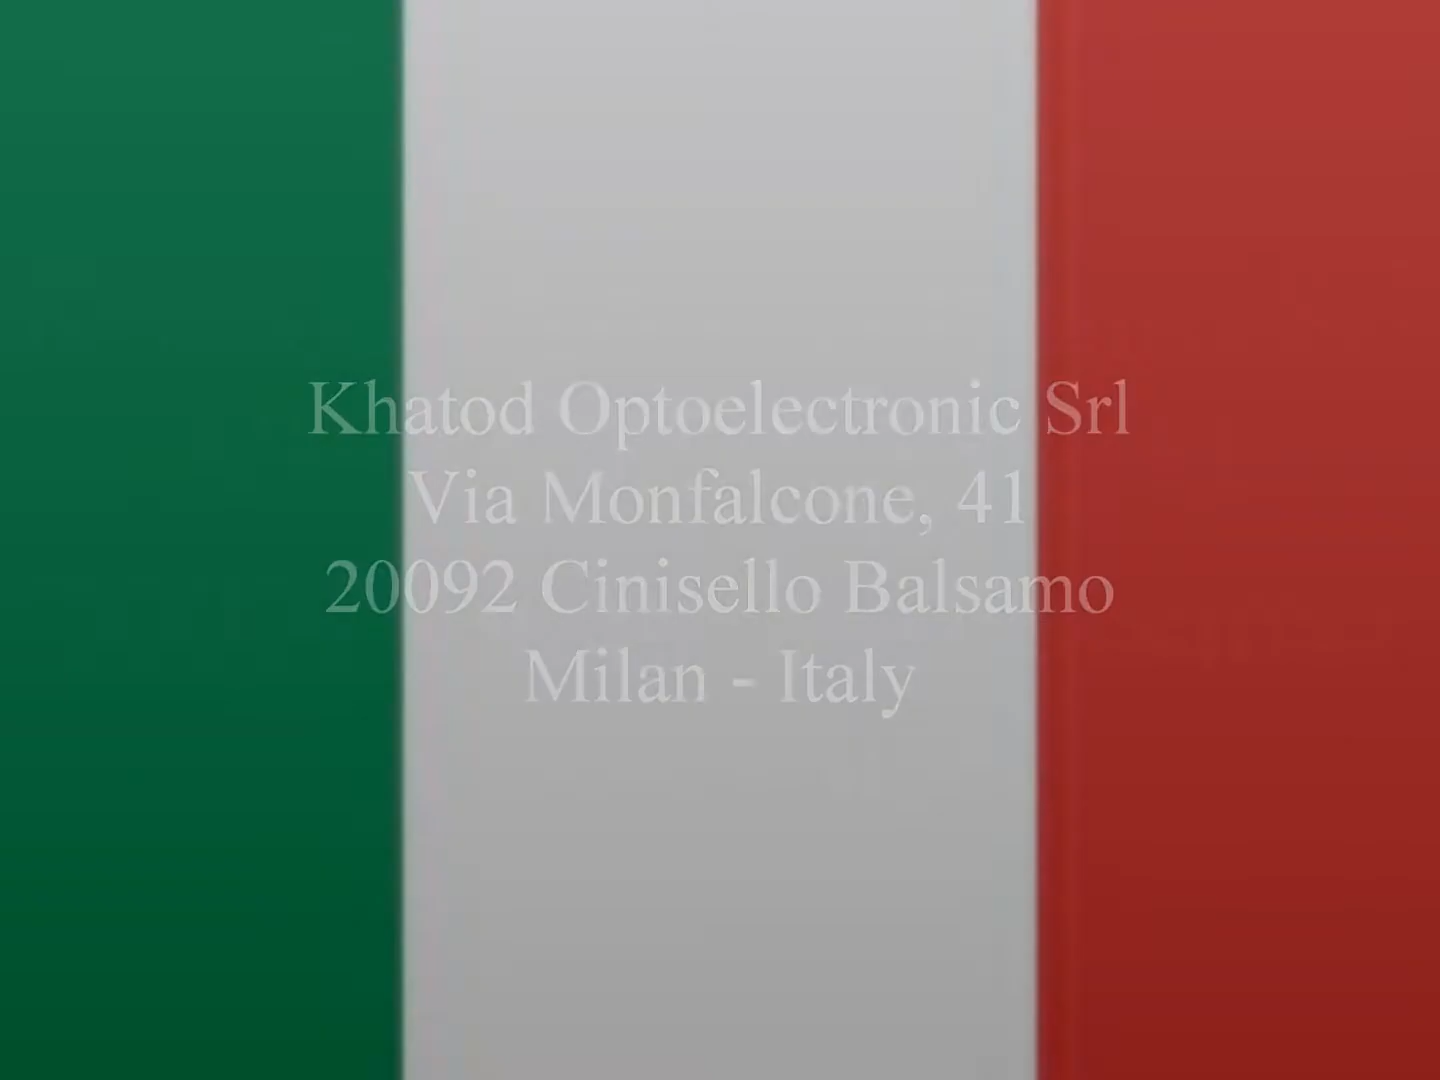 Khatod Optoelectronic Srl
Via Monfalcone, 41
20092 Cinisello Balsamo
Milan - Italy